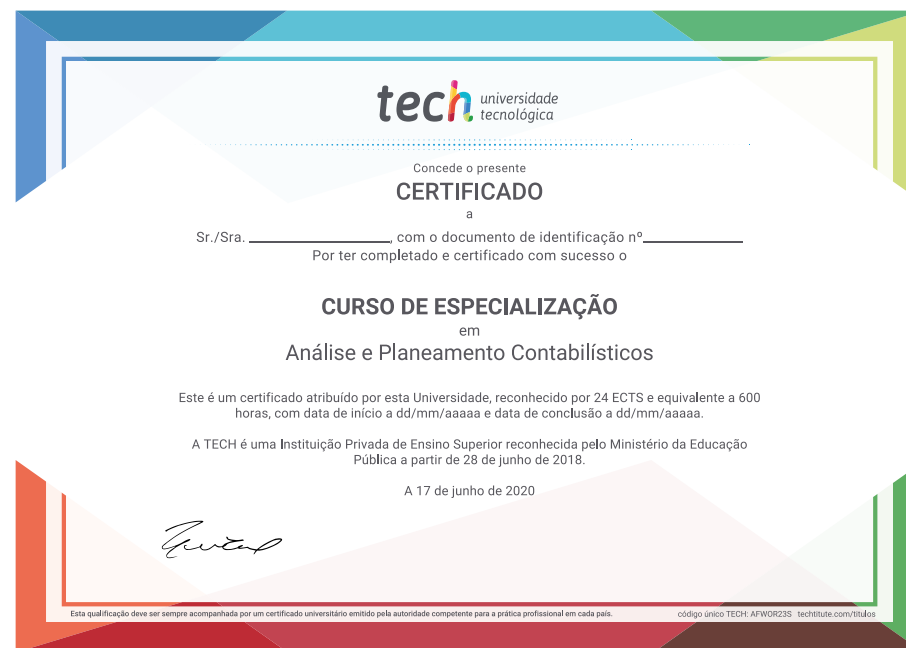 tech universidade
tecnológica
Concede o presente
CERTIFICADO
a
Sr./Sra. ____________________, com o documento de identificação nº______________
Por ter completado e certificado com sucesso o
CURSO DE ESPECIALIZAÇÃO
em
Análise e Planeamento Contabilísticos
Este é um certificado atribuído por esta Universidade, reconhecido por 24 ECTS e equivalente a 600
horas, com data de início a dd/mm/aaaaa e data de conclusão a dd/mm/aaaaa.
A TECH é uma Instituição Privada de Ensino Superior reconhecida pelo Ministério da Educação
Pública a partir de 28 de junho de 2018.
A 17 de junho de 2020
Esta qualificação deve ser sempre acompanhada por um certificado universitário emitido pela autoridade competente para a prática profissional em cada país.
código único TECH: AFWOR23S techtitute.com/titulos